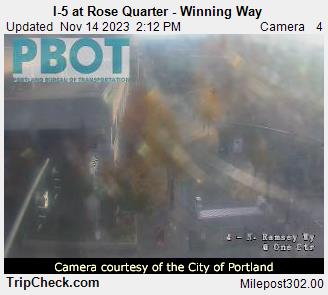 I-5 at Rose Quarter - Winning Way
Updated Nov 14 2023 2:12 PM Camera 4
PBOT
PORTLAND BUREAU OF TRANSPORTATION
4 - N. Ramsey Wy
@ One Ctr
Camera courtesy of the City of Portland
TripCheck.com Milepost302.00